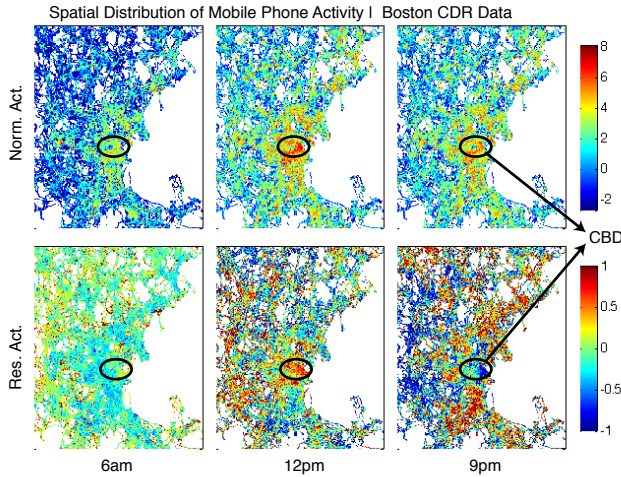 Spatial Distribution of Mobile Phone Activity | Boston CDR Data
Norm. Act.
8
6
4
2
0
-2
CBD
Res. Act.
1
0.5
0
-0.5
-1
6am 12pm 9pm